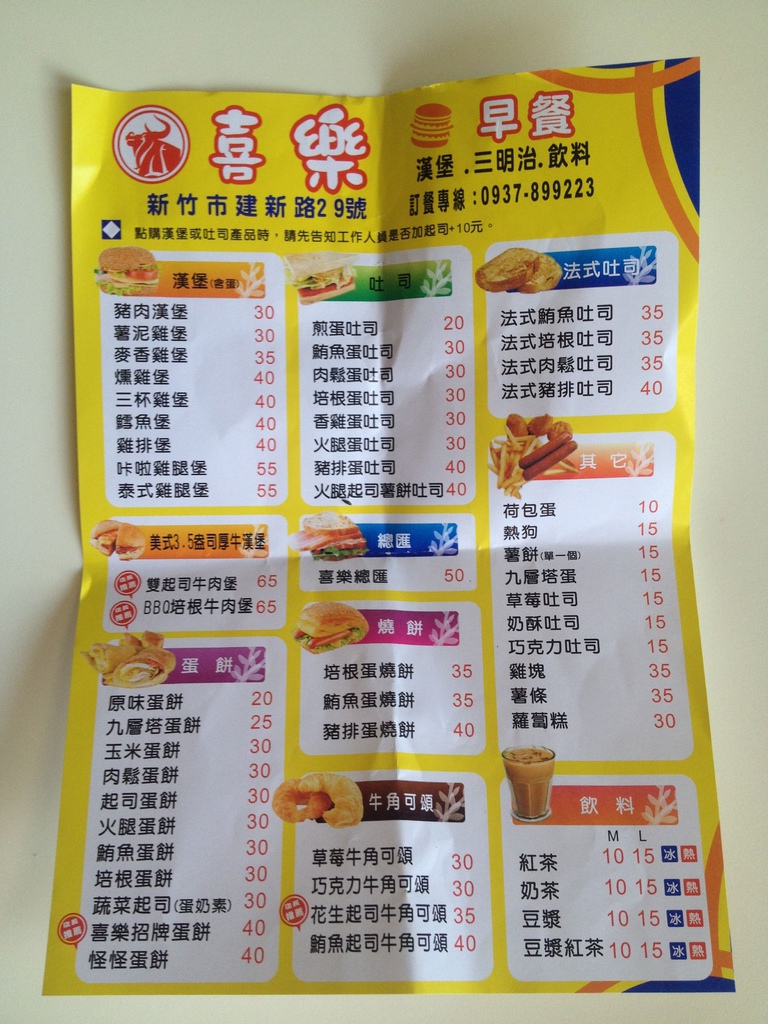 喜樂 早餐
漢堡.三明治.飲料
新竹市建新路29號
訂餐專線:0937-899223
點購漢堡或吐司產品時,請先告知工作人員是否加起司+10元。
漢堡(含蛋)
豬肉漢堡 30
薯泥雞堡 30
麥香雞堡 35
燻雞堡 40
三杯雞堡 40
鱈魚堡 40
雞排堡 40
咔啦雞腿堡 55
泰式雞腿堡 55
美式3.5盎司厚牛漢堡
雙起司牛肉堡 65
BBQ培根牛肉堡 65
蛋餅
原味蛋餅 20
九層塔蛋餅 25
玉米蛋餅 30
肉鬆蛋餅 30
起司蛋餅 30
火腿蛋餅 30
鮪魚蛋餅 30
培根蛋餅 30
蔬菜起司(蛋奶素) 30
喜樂招牌蛋餅 40
怪怪蛋餅 40
吐司
煎蛋吐司 20
鮪魚蛋吐司 30
肉鬆蛋吐司 30
培根蛋吐司 30
香雞蛋吐司 30
火腿蛋吐司 30
豬排蛋吐司 40
火腿起司薯餅吐司 40
總匯
喜樂總匯 50
燒餅
培根蛋燒餅 35
鮪魚蛋燒餅 35
豬排蛋燒餅 40
牛角可頌
草莓牛角可頌 30
巧克力牛角可頌 30
花生起司牛角可頌 35
鮪魚起司牛角可頌 40
法式吐司
法式鮪魚吐司 35
法式培根吐司 35
法式肉鬆吐司 35
法式豬排吐司 40
其它
荷包蛋 10
熱狗 15
薯餅(單一個) 15
九層塔蛋 15
草莓吐司 15
奶酥吐司 15
巧克力吐司 15
雞塊 35
薯條 35
蘿蔔糕 30
飲料
M L
紅茶 10 15 冰 熱
奶茶 10 15 冰 熱
豆漿 10 15 冰 熱
豆漿紅茶 10 15 冰 熱